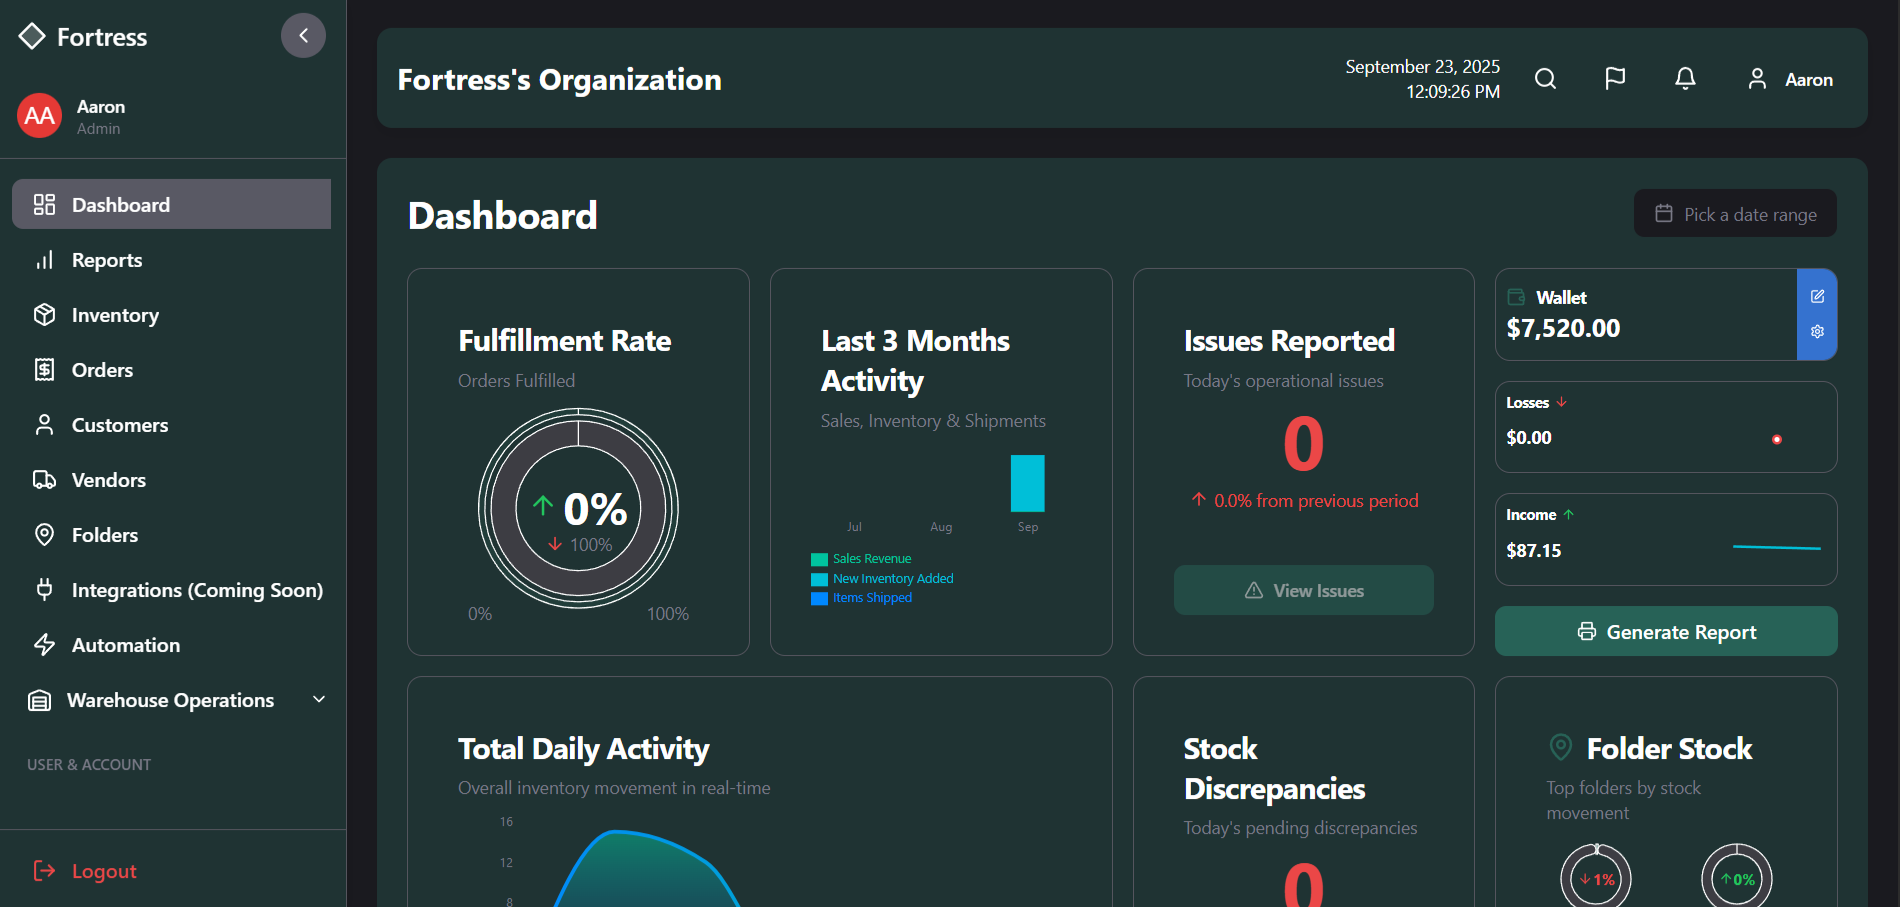 Fortress
AA
Aaron
Admin
Dashboard
Reports
Inventory
Orders
Customers
Vendors
Folders
Integrations (Coming Soon)
Automation
Warehouse Operations
USER & ACCOUNT
Logout
Fortress's Organization
September 23, 2025
12:09:26 PM
Aaron
Dashboard
Pick a date range
Fulfillment Rate
Orders Fulfilled
0%
100%
0%
100%
Last 3 Months
Activity
Sales, Inventory & Shipments
Jul
Aug
Sep
Sales Revenue
New Inventory Added
Items Shipped
Issues Reported
Today's operational issues
0
0.0% from previous period
View Issues
Wallet
$7,520.00
Losses
$0.00
Income
$87.15
Generate Report
Total Daily Activity
Overall inventory movement in real-time
16
12
8
Stock
Discrepancies
Today's pending discrepancies
0
Folder Stock
Top folders by stock
movement
1%
0%